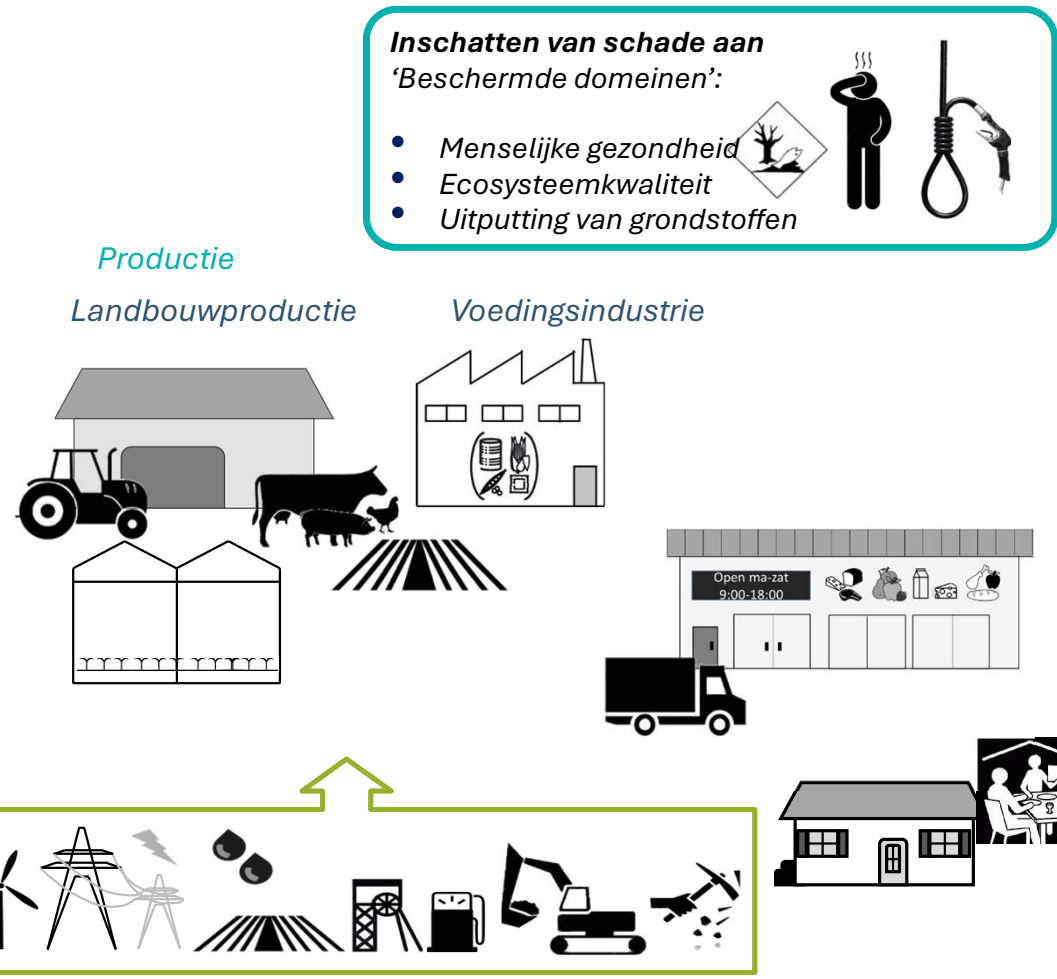 Inschatten van schade aan
‘Beschermde domeinen’:
• Menselijke gezondheid
• Ecosysteemkwaliteit
• Uitputting van grondstoffen
Productie
Landbouwproductie
Voedingsindustrie
Open ma-zat
9:00-18:00